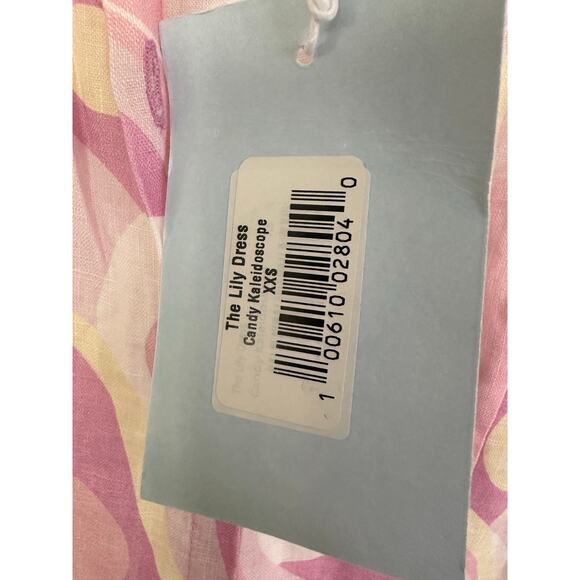 The Lily Dress
Candy Kaleidoscope
XXS
1 00610 02804 0